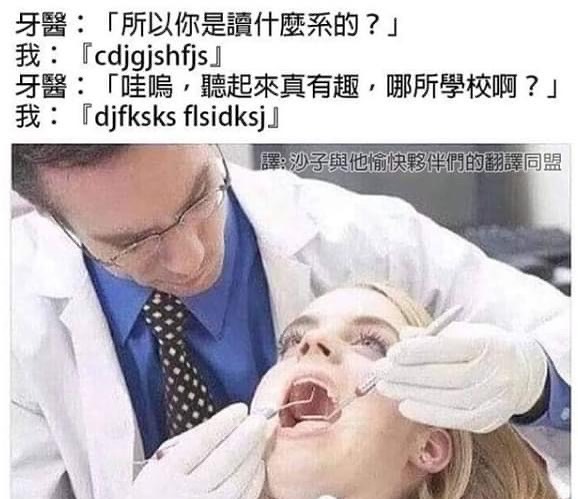 牙醫：「所以你是讀什麼系的？」
我：『cdjgjshfjs』
牙醫：「哇嗚，聽起來真有趣，哪所學校啊？」
我：『djfksks flsidksj』
譯: 沙子與他愉快夥伴們的翻譯同盟